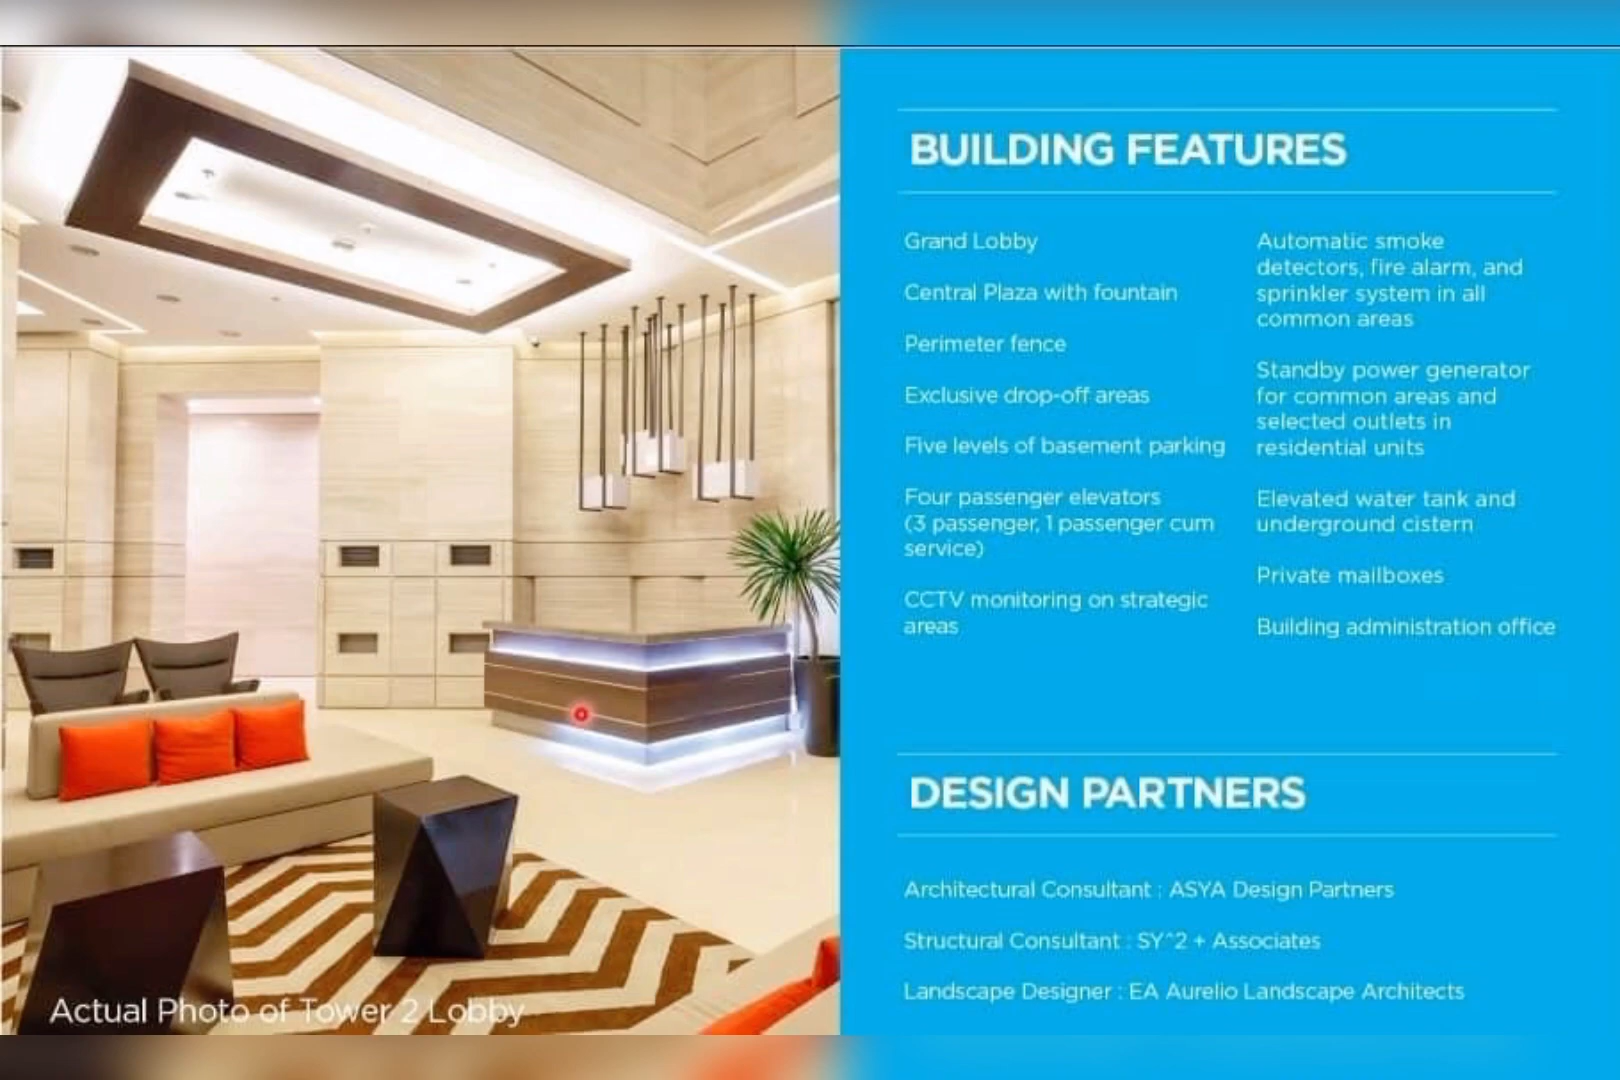 BUILDING FEATURES
Grand Lobby
Central Plaza with fountain
Perimeter fence
Exclusive drop-off areas
Five levels of basement parking
Four passenger elevators
(3 passenger, 1 passenger cum
service)
CCTV monitoring on strategic
areas
Automatic smoke
detectors, fire alarm, and
sprinkler system in all
common areas
Standby power generator
for common areas and
selected outlets in
residential units
Elevated water tank and
underground cistern
Private mailboxes
Building administration office
DESIGN PARTNERS
Architectural Consultant : ASYA Design Partners
Structural Consultant : SY^2 + Associates
Landscape Designer : EA Aurelio Landscape Architects
Actual Photo of Tower 2 Lobby